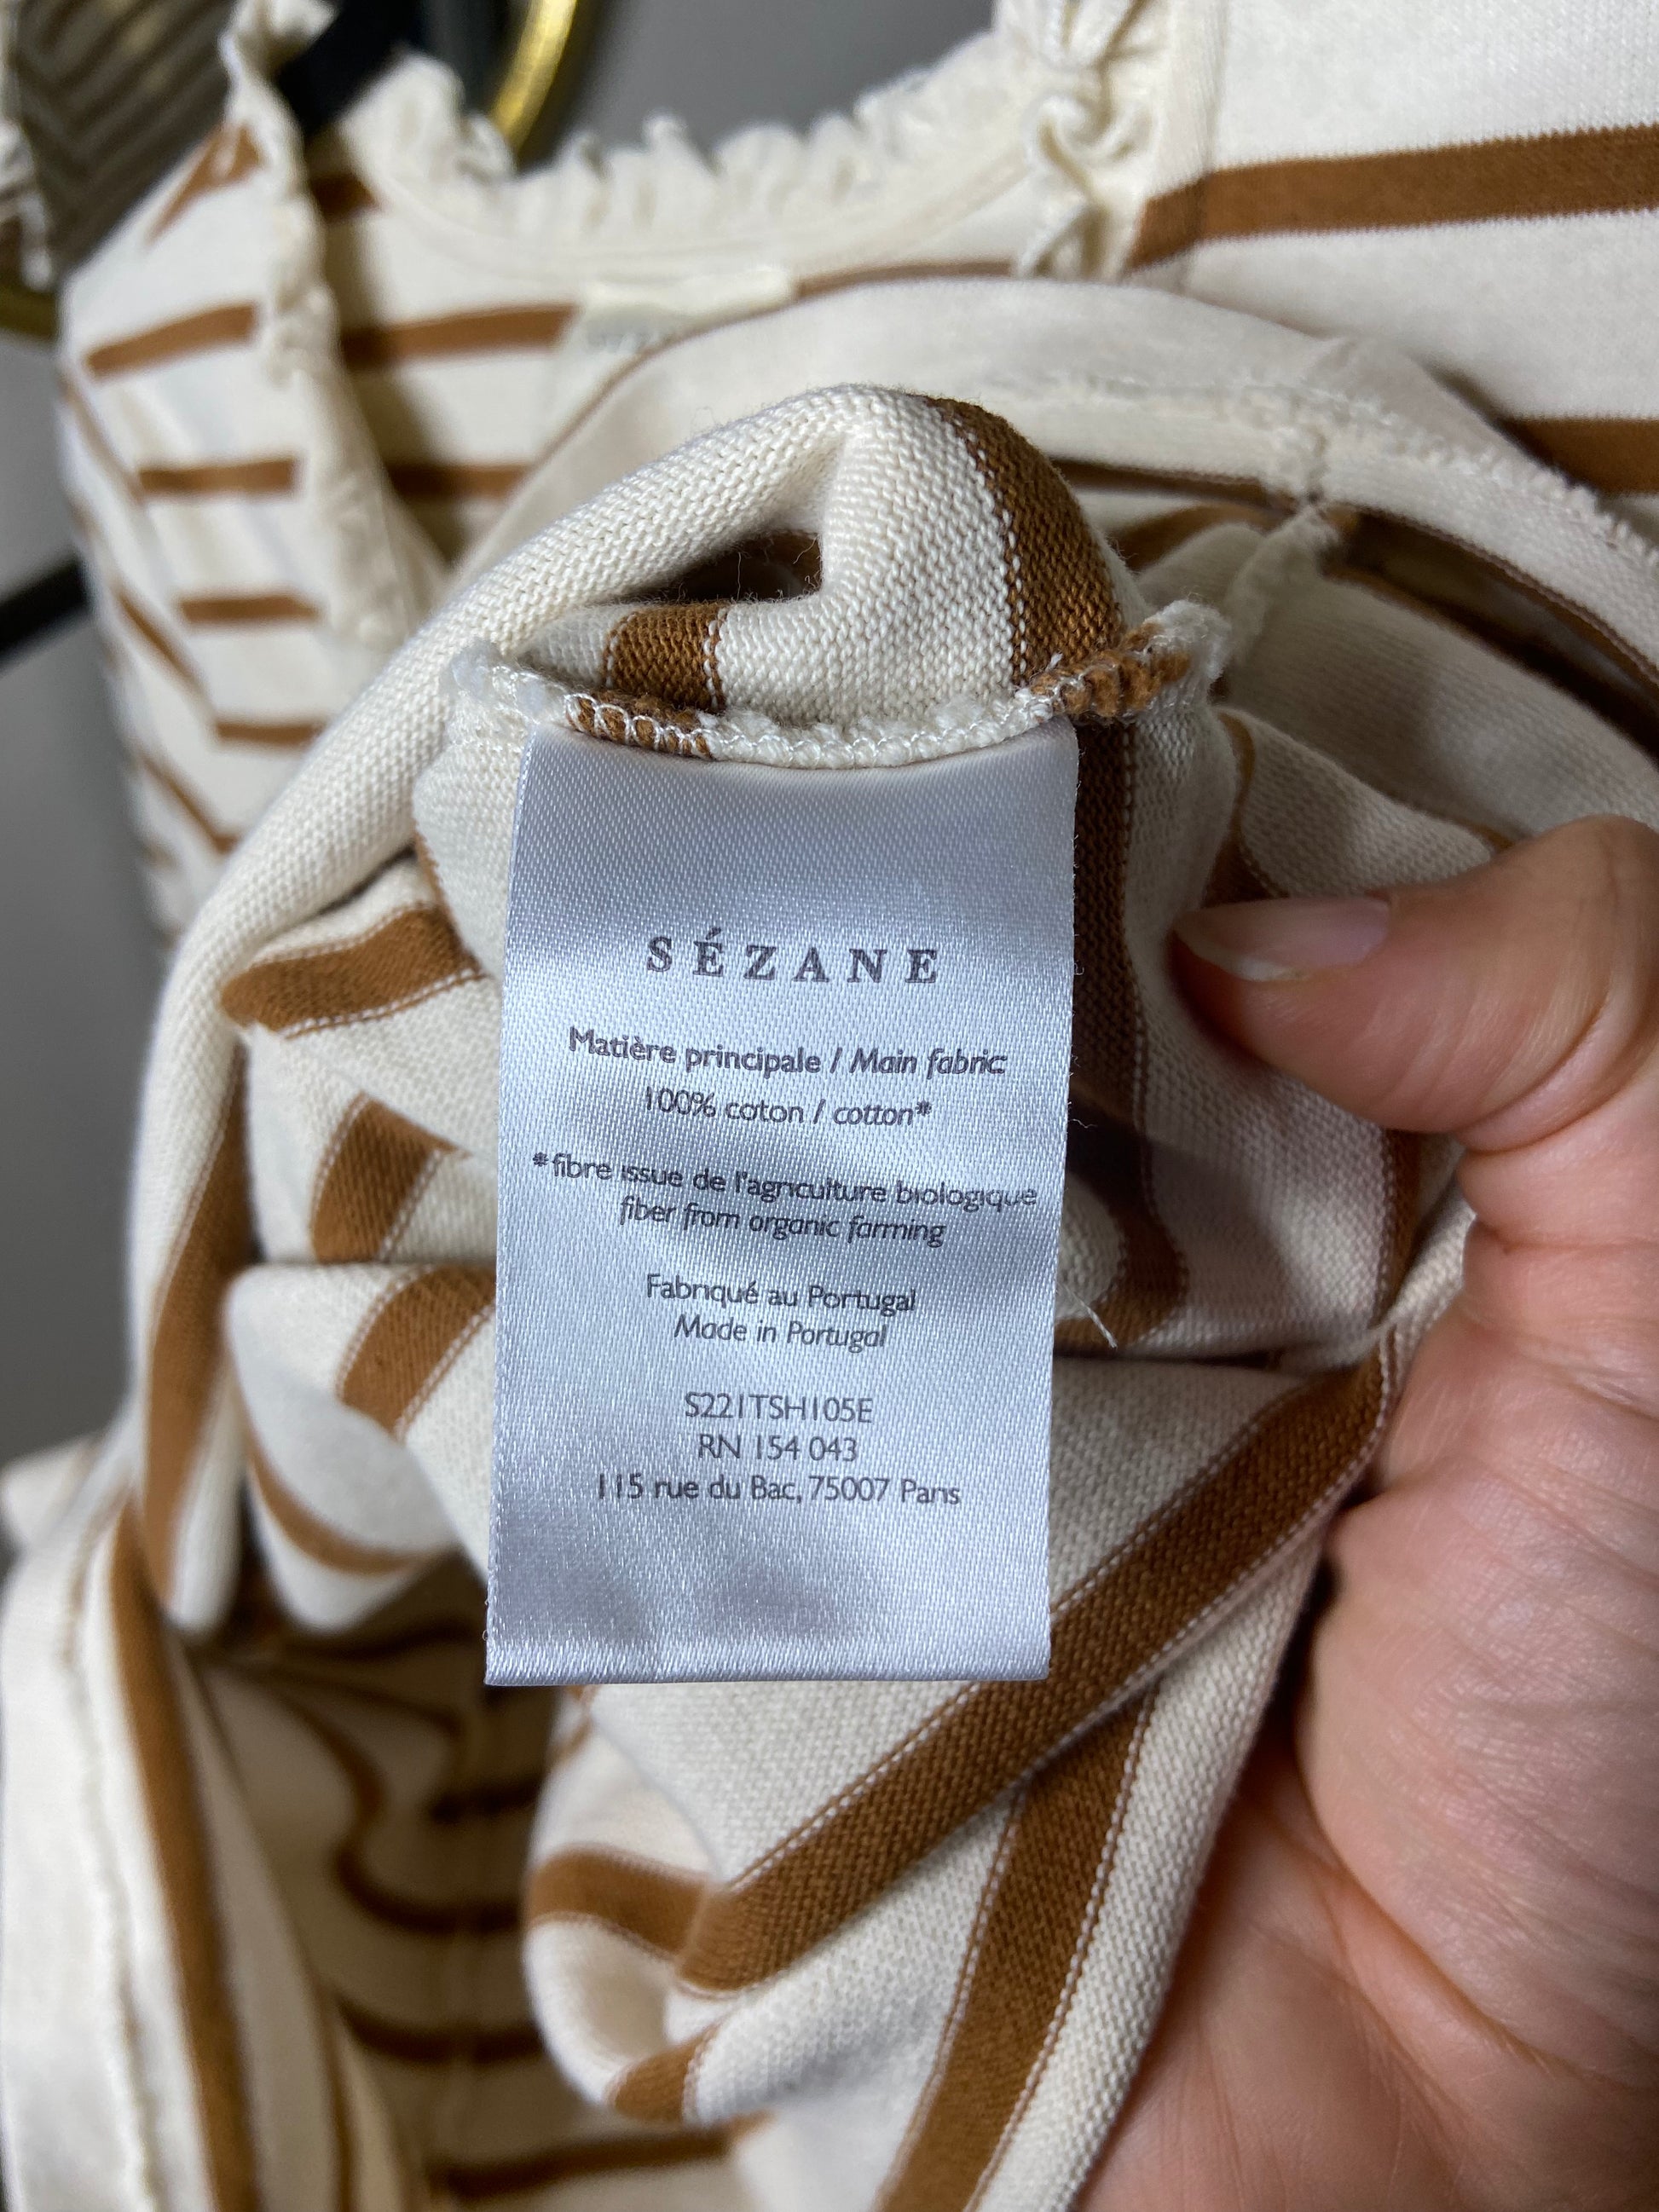 SÉZANE
Matière principale / Main fabric
100% coton / cotton*
*fibre issue de l'agriculture biologique
fiber from organic farming
Fabriqué au Portugal
Made in Portugal
S221TSH105E
RN 154 043
115 rue du Bac, 75007 Paris